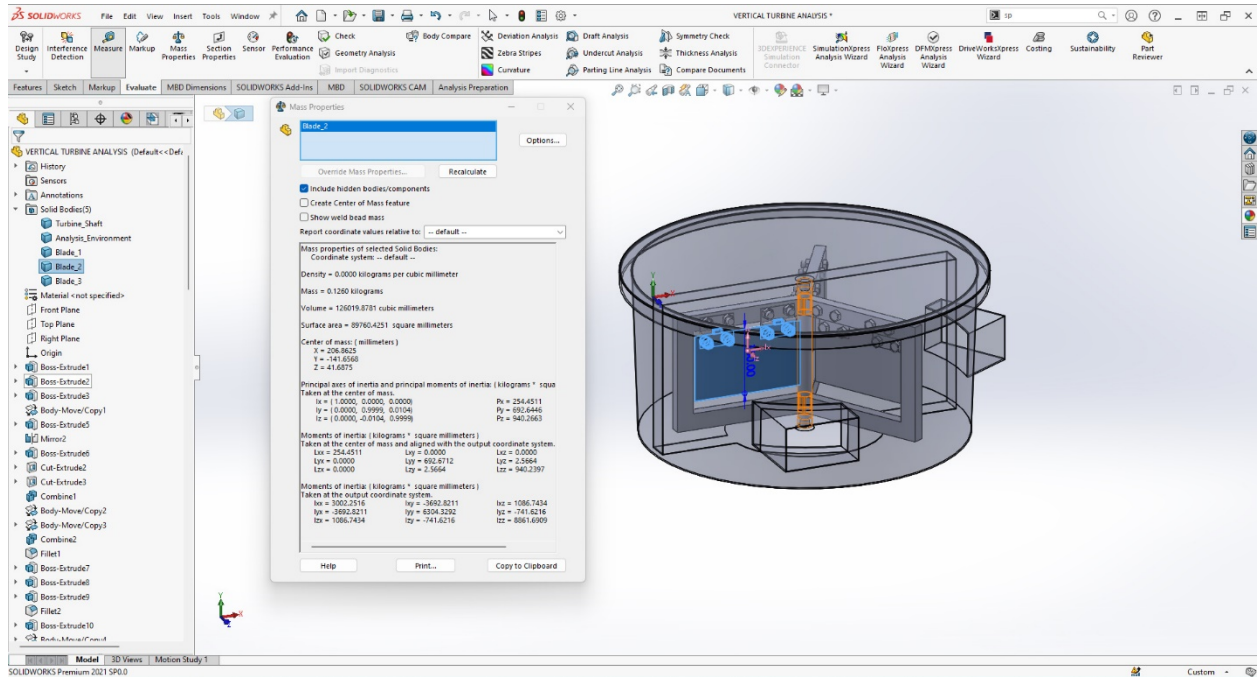 SOLIDWORKS File Edit View Insert Tools Window
VERTICAL TURBINE ANALYSIS *
sp
Design Study
Interference Detection
Measure
Markup
Mass Properties
Section Properties
Sensor
Performance Evaluation
Check
Geometry Analysis
Import Diagnostics
Body Compare
Deviation Analysis
Zebra Stripes
Curvature
Draft Analysis
Undercut Analysis
Parting Line Analysis
Symmetry Check
Thickness Analysis
Compare Documents
3DEXPERIENCE Simulation Connector
SimulationXpress Analysis Wizard
FloXpress Analysis Wizard
DFMXpress Analysis Wizard
DriveWorksXpress Wizard
Costing
Sustainability
Part Reviewer
Features Sketch Markup Evaluate MBD Dimensions SOLIDWORKS Add-Ins MBD SOLIDWORKS CAM Analysis Preparation
VERTICAL TURBINE ANALYSIS (Default<<Defa
History
Sensors
Annotations
Solid Bodies(5)
Turbine_Shaft
Analysis_Environment
Blade_1
Blade_2
Blade_3
Material <not specified>
Front Plane
Top Plane
Right Plane
Origin
Boss-Extrude1
Boss-Extrude2
Boss-Extrude3
Body-Move/Copy1
Boss-Extrude5
Mirror2
Boss-Extrude6
Cut-Extrude2
Cut-Extrude3
Combine1
Body-Move/Copy2
Body-Move/Copy3
Combine2
Fillet1
Boss-Extrude7
Boss-Extrude8
Boss-Extrude9
Fillet2
Boss-Extrude10
Mass Properties
Blade_2
Options...
Override Mass Properties... Recalculate
Include hidden bodies/components
Create Center of Mass feature
Show weld bead mass
Report coordinate values relative to: -- default --
Mass properties of selected Solid Bodies:
Coordinate system: -- default --
Density = 0.0000 kilograms per cubic millimeter
Mass = 0.1260 kilograms
Volume = 126019.8781 cubic millimeters
Surface area = 89760.4251 square millimeters
Center of mass: ( millimeters )
X = 206.8625
Y = -141.6568
Z = 41.6875
Principal axes of inertia and principal moments of inertia: ( kilograms * squa
Taken at the center of mass.
Ix = ( 1.0000, 0.0000, 0.0000) Px = 254.4511
Iy = ( 0.0000, 0.9999, 0.0104) Py = 692.6446
Iz = ( 0.0000, -0.0104, 0.9999) Pz = 940.2663
Moments of inertia: ( kilograms * square millimeters )
Taken at the center of mass and aligned with the output coordinate system.
Lxx = 254.4511 Lxy = 0.0000 Lxz = 0.0000
Lyx = 0.0000 Lyy = 692.6712 Lyz = 2.5664
Lzx = 0.0000 Lzy = 2.5664 Lzz = 940.2397
Moments of inertia: ( kilograms * square millimeters )
Taken at the output coordinate system.
Ixx = 3002.2516 Ixy = -3692.8211 Ixz = 1086.7434
Iyx = -3692.8211 Iyy = 6304.3292 Iyz = -741.6216
Izx = 1086.7434 Izy = -741.6216 Izz = 8861.6909
Help Print... Copy to Clipboard
Y
X
Y
X
Z
Model 3D Views Motion Study 1
SOLIDWORKS Premium 2021 SP0.0
Custom